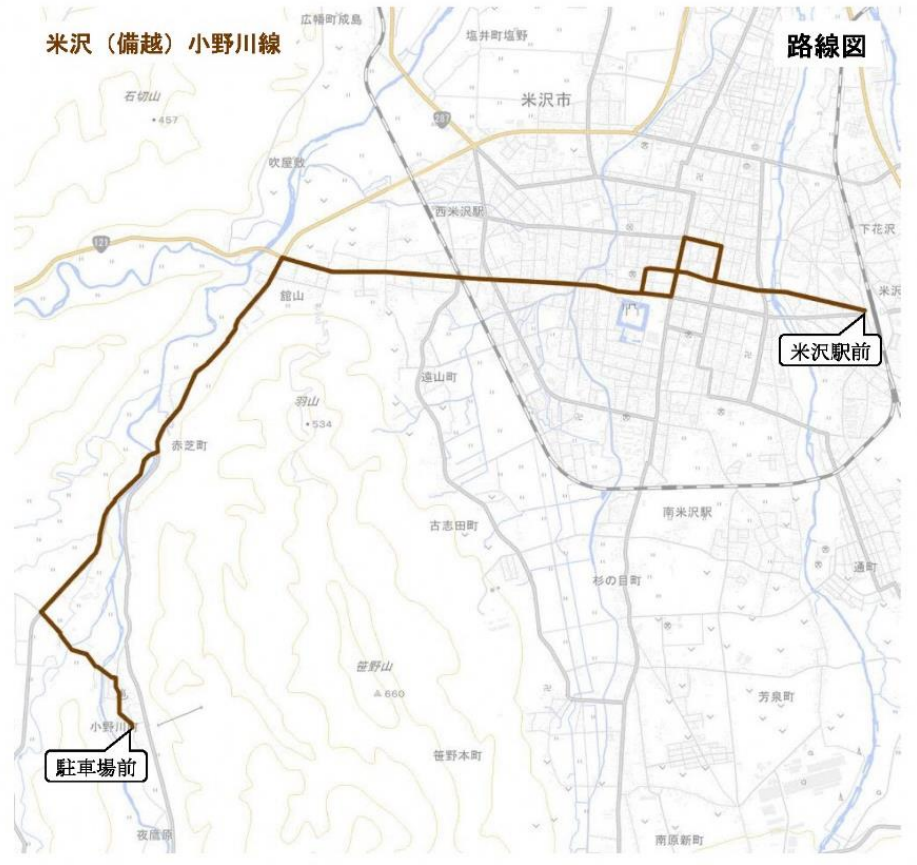 広幡町成島
米沢（備越）小野川線
塩井町塩野
路線図
石切山
米沢市
•457
287
吹屋敷
西米沢駅
下花沢
121
舘山
米沢
米沢駅前
遠山町
羽山
•534
赤芝町
古志田町
南米沢駅
通町
杉の目町
笹野山
660
芳泉町
小野川町
笹野本町
駐車場前
夜鷹原
南原新町